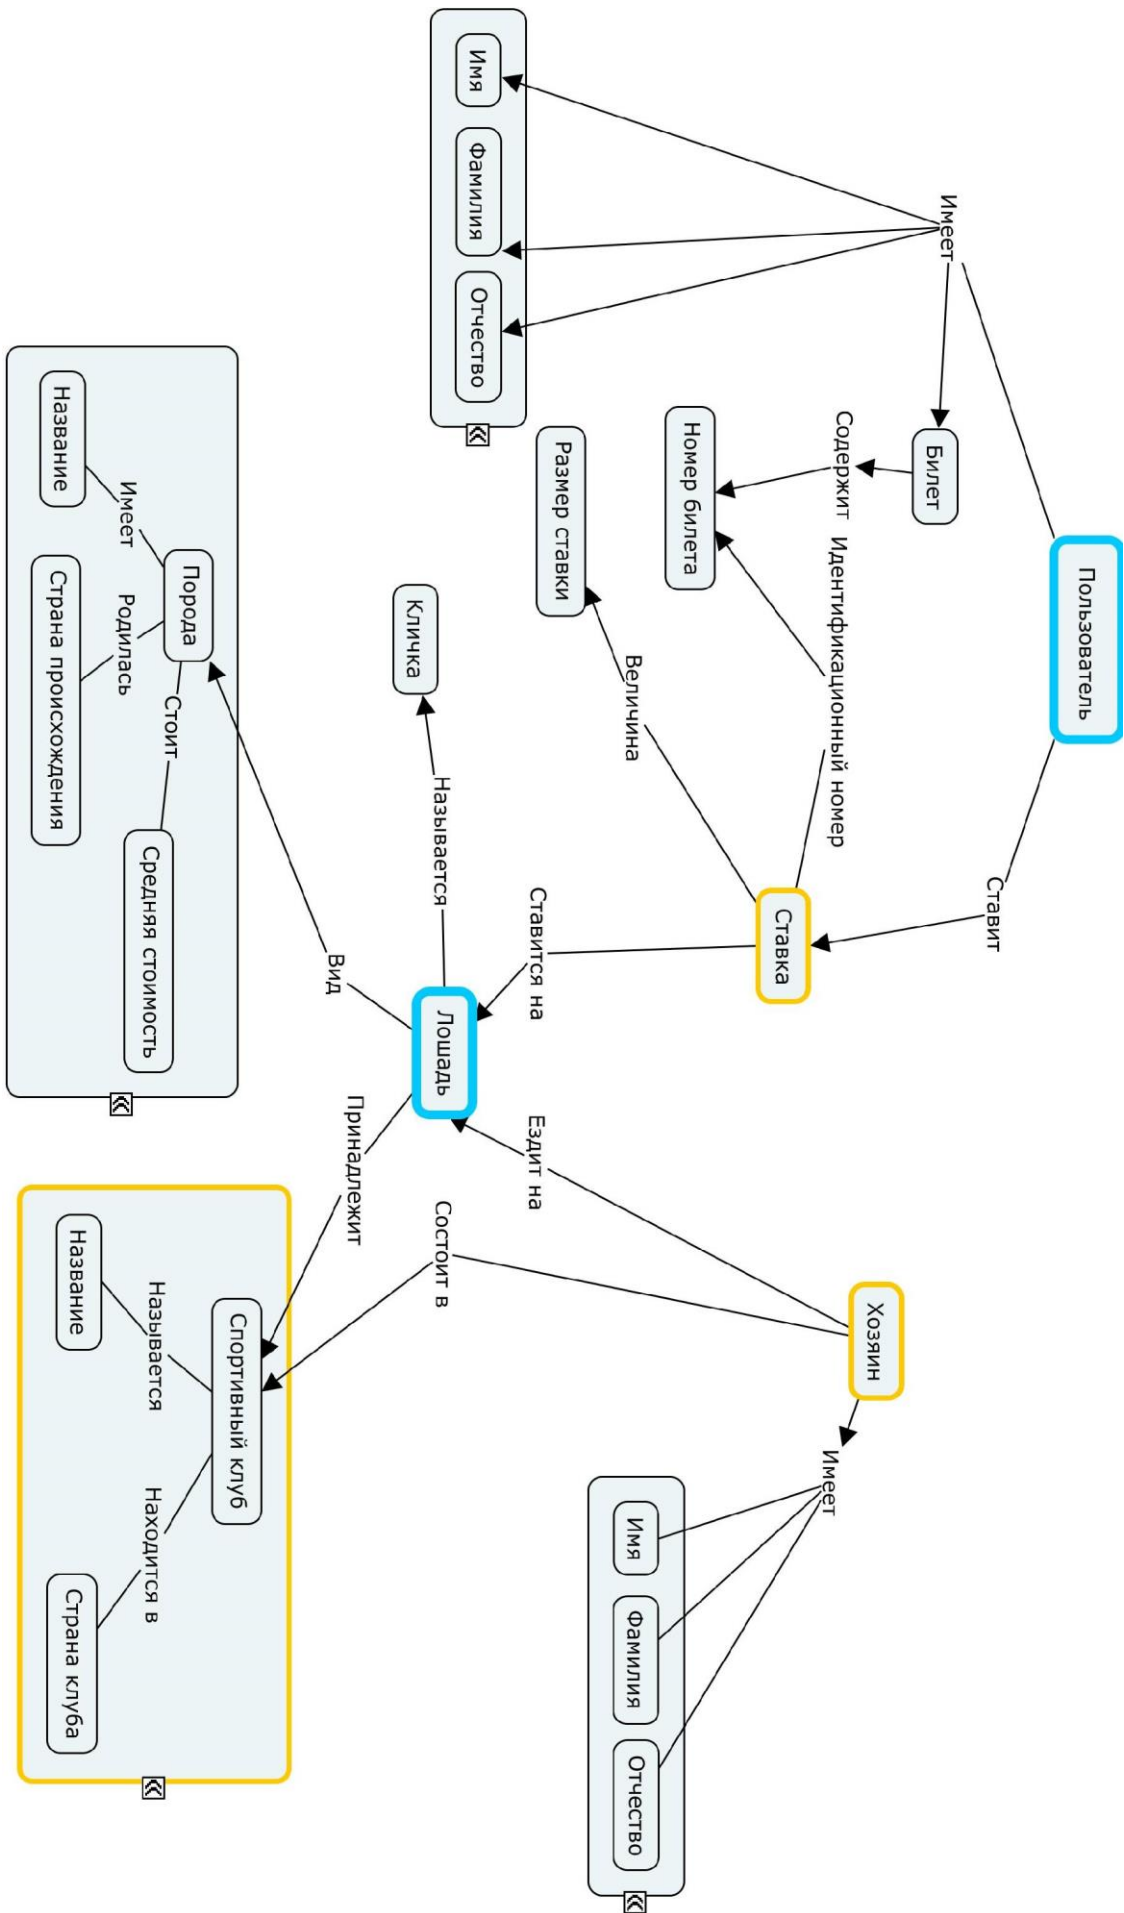 Пользователь
Хозяин
Имеет
Ставит
Билет
Ставка
Имеет
Содержит
Идентификационный номер
Номер билета
Имя
Фамилия
Отчество
Величина
Размер ставки
Ставится на
Ездит на
Имя
Фамилия
Отчество
Называется
Состоит в
Лошадь
Кличка
Вид
Принадлежит
Порода
Спортивный клуб
Стоит
Имеет
Родилась
Средняя стоимость
Называется
Находится в
Название
Страна происхождения
Название
Страна клуба